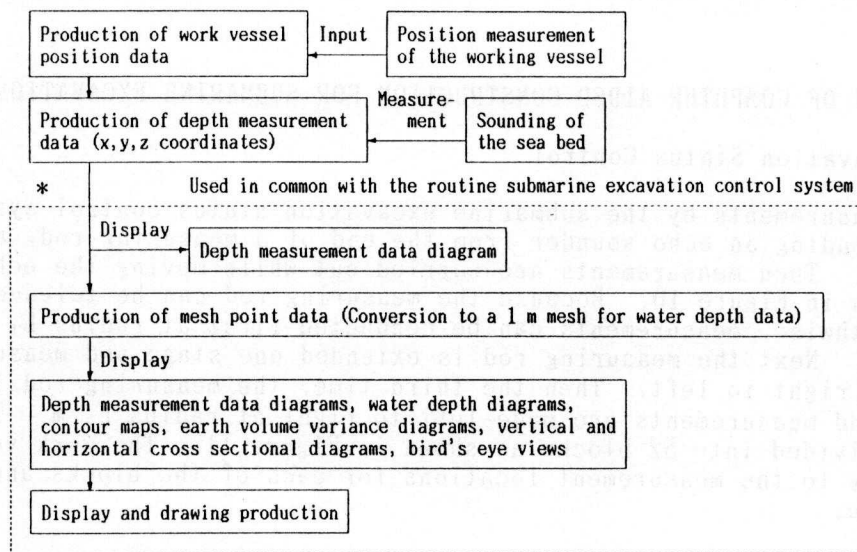 Production of work vessel position data
Input
Position measurement of the working vessel
Production of depth measurement data (x,y,z coordinates)
Measure-
ment
Sounding of the sea bed
* Used in common with the routine submarine excavation control system
Display
Depth measurement data diagram
Production of mesh point data (Conversion to a 1 m mesh for water depth data)
Display
Depth measurement data diagrams, water depth diagrams,
contour maps, earth volume variance diagrams, vertical and
horizontal cross sectional diagrams, bird's eye views
Display and drawing production